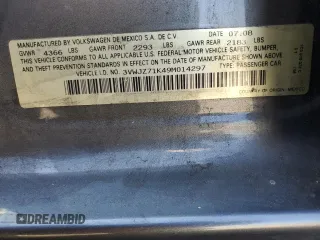 MANUFACTURED BY VOLKSWAGEN DE MEXICO S.A. DE C.V. DATE 07.08
GVWR 4366 LBS GAWR FRONT 2293 LBS GAWR REAR 2183 LBS
THIS VEHICLE CONFORMS TO ALL APPLICABLE FEDERAL MOTOR VEHICLE SAFETY, BUMPER,
AND THEFT PREVENTION STANDARDS IN EFFECT ON THE DATE OF MANUFACTURE SHOWN ABOVE.
VEHICLE I.D. NO.: 3VWJZ71K49M014297 TYPE: PASSENGER CAR
DREAMBID